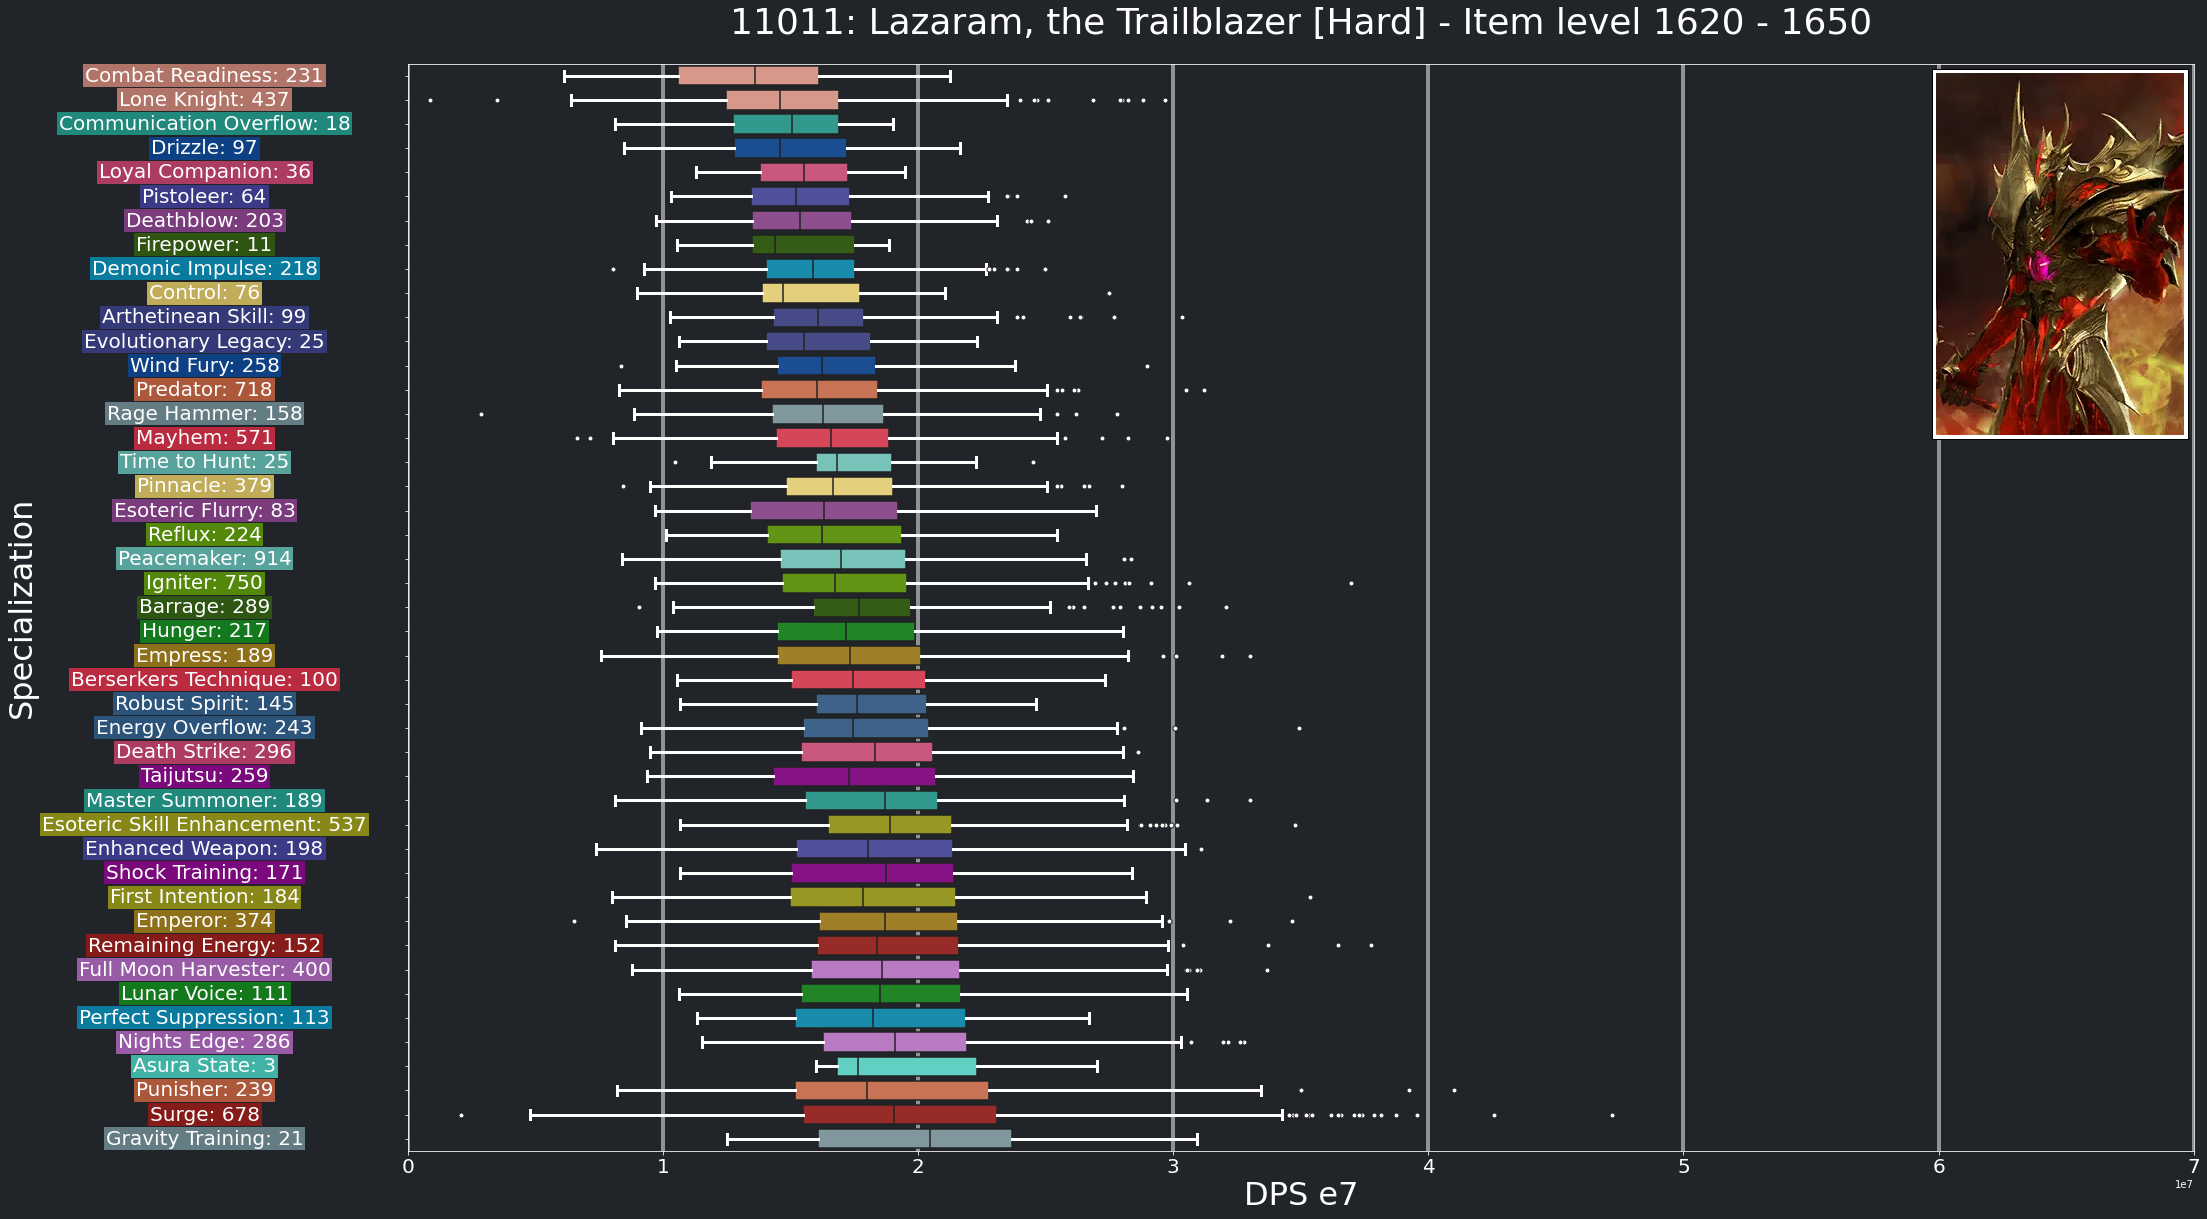 11011: Lazaram, the Trailblazer [Hard] - Item level 1620 - 1650
Specialization
Combat Readiness: 231
Lone Knight: 437
Communication Overflow: 18
Drizzle: 97
Loyal Companion: 36
Pistoleer: 64
Deathblow: 203
Firepower: 11
Demonic Impulse: 218
Control: 76
Arthetinean Skill: 99
Evolutionary Legacy: 25
Wind Fury: 258
Predator: 718
Rage Hammer: 158
Mayhem: 571
Time to Hunt: 25
Pinnacle: 379
Esoteric Flurry: 83
Reflux: 224
Peacemaker: 914
Igniter: 750
Barrage: 289
Hunger: 217
Empress: 189
Berserkers Technique: 100
Robust Spirit: 145
Energy Overflow: 243
Death Strike: 296
Taijutsu: 259
Master Summoner: 189
Esoteric Skill Enhancement: 537
Enhanced Weapon: 198
Shock Training: 171
First Intention: 184
Emperor: 374
Remaining Energy: 152
Full Moon Harvester: 400
Lunar Voice: 111
Perfect Suppression: 113
Nights Edge: 286
Asura State: 3
Punisher: 239
Surge: 678
Gravity Training: 21
0 1 2 3 4 5 6 7
1e7
DPS e7